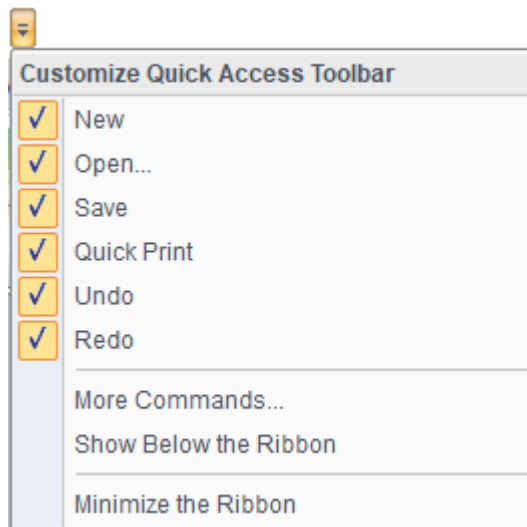 Customize Quick Access Toolbar
New
Open...
Save
Quick Print
Undo
Redo
More Commands...
Show Below the Ribbon
Minimize the Ribbon